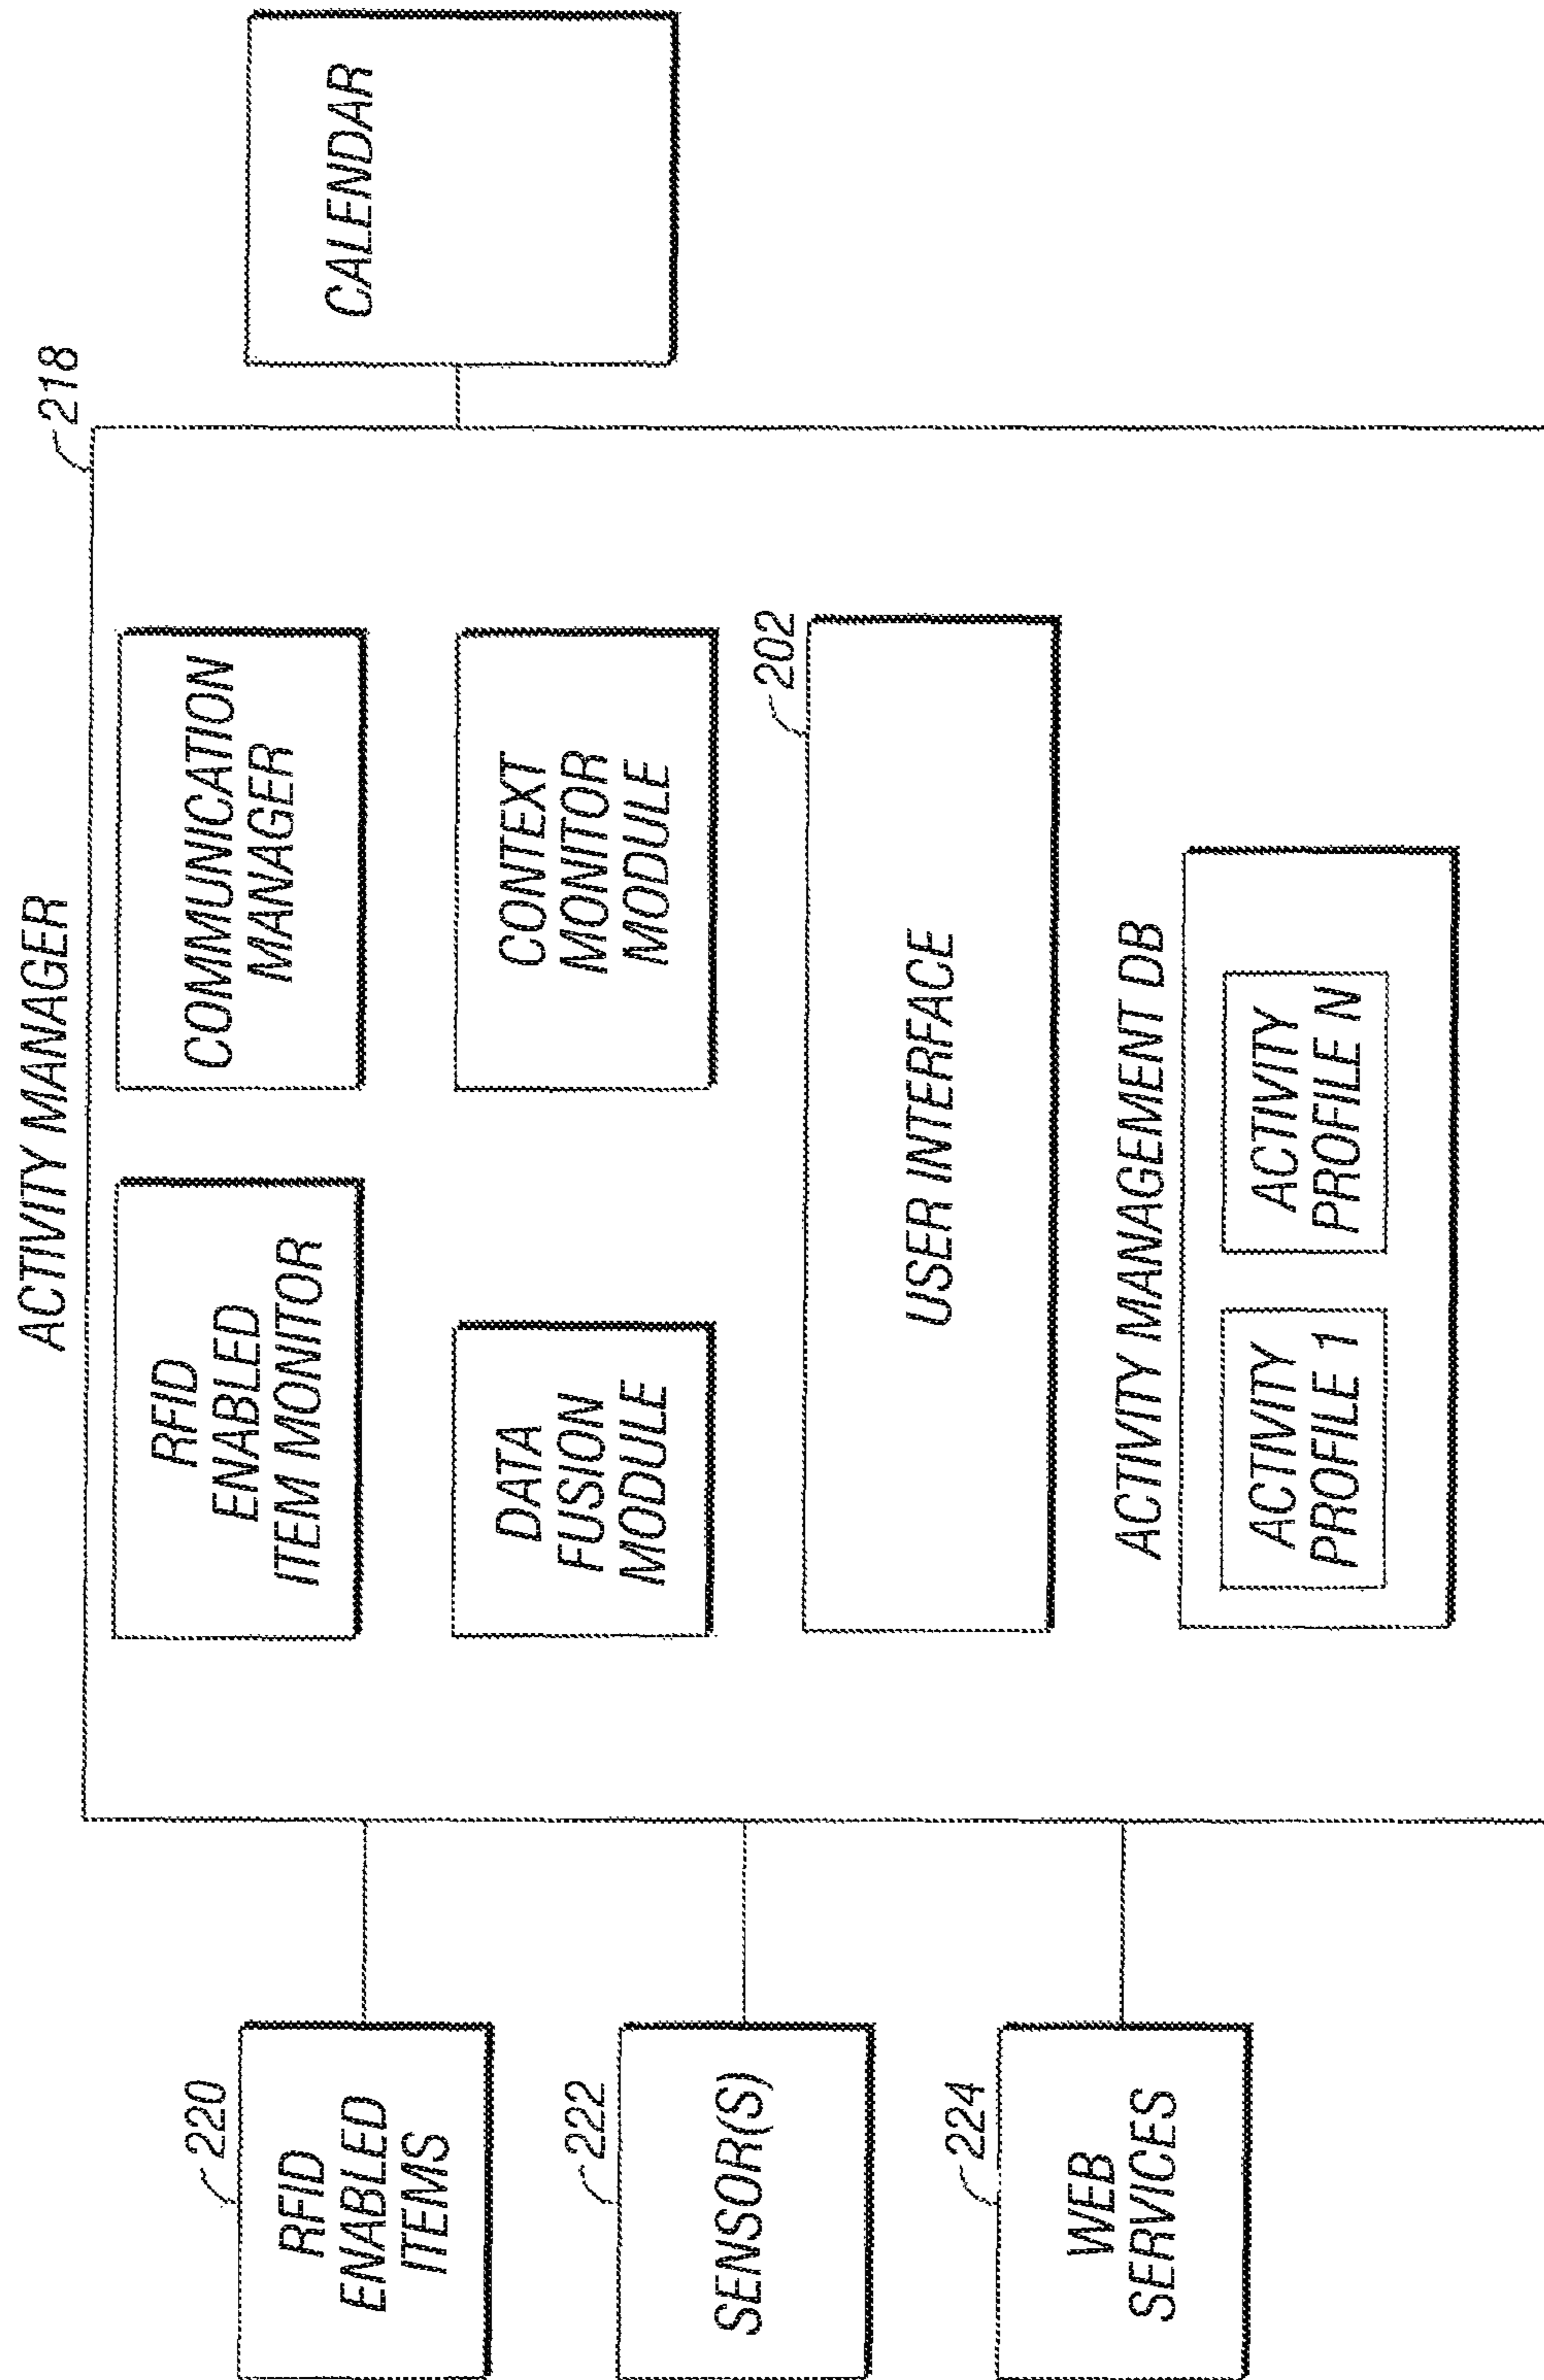 ACTIVITY MANAGER
218
RFID
ENABLED
ITEM MONITOR
COMMUNICATION
MANAGER
CALENDAR
220
RFID
ENABLED
ITEMS
DATA
FUSION
MODULE
CONTEXT
MONITOR
MODULE
222
SENSOR(S)
202
USER INTERFACE
224
WEB
SERVICES
ACTIVITY MANAGEMENT DB
ACTIVITY
PROFILE 1
ACTIVITY
PROFILE N